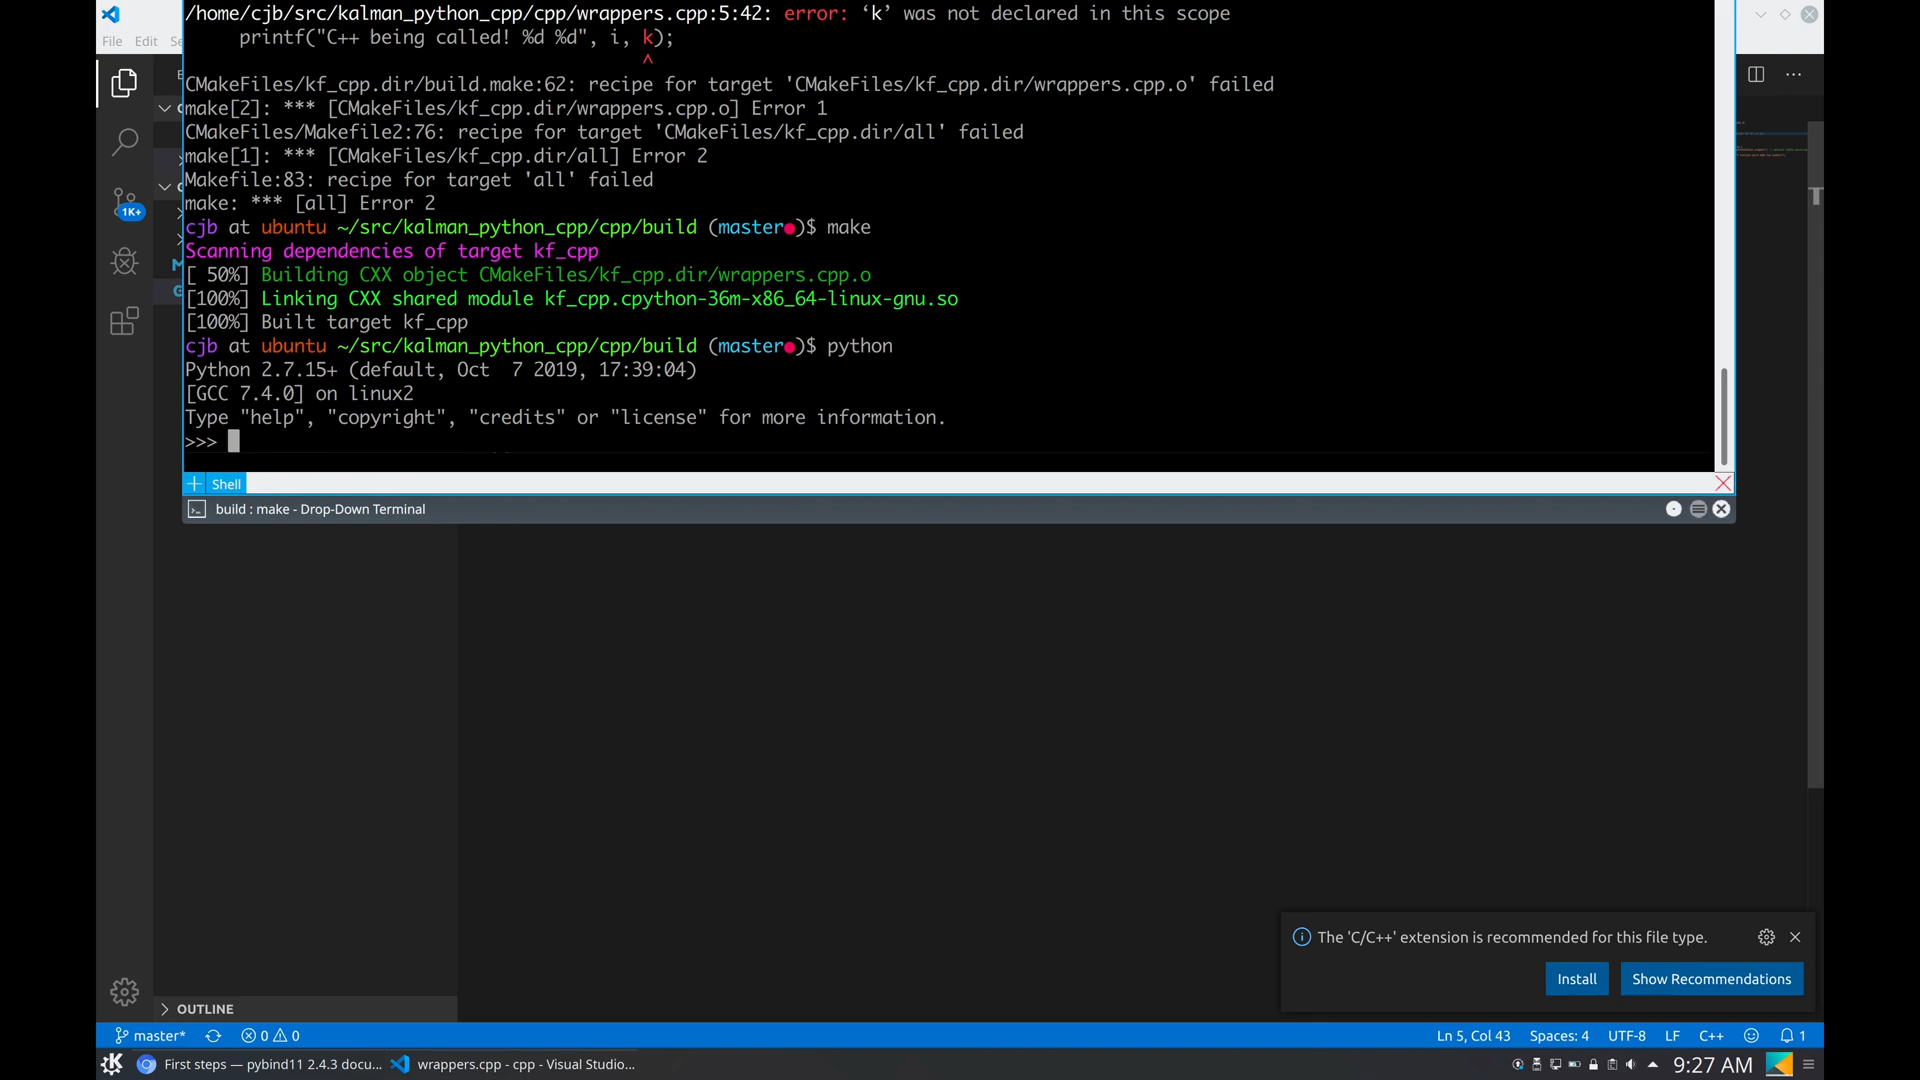 /home/cjb/src/kalman_python_cpp/cpp/wrappers.cpp:5:42: error: ‘k’ was not declared in this scope
printf("C++ being called! %d %d", i, k);
^
CMakeFiles/kf_cpp.dir/build.make:62: recipe for target 'CMakeFiles/kf_cpp.dir/wrappers.cpp.o' failed
make[2]: *** [CMakeFiles/kf_cpp.dir/wrappers.cpp.o] Error 1
CMakeFiles/Makefile2:76: recipe for target 'CMakeFiles/kf_cpp.dir/all' failed
make[1]: *** [CMakeFiles/kf_cpp.dir/all] Error 2
Makefile:83: recipe for target 'all' failed
make: *** [all] Error 2
cjb at ubuntu ~/src/kalman_python_cpp/cpp/build (master●)$ make
Scanning dependencies of target kf_cpp
[ 50%] Building CXX object CMakeFiles/kf_cpp.dir/wrappers.cpp.o
[100%] Linking CXX shared module kf_cpp.cpython-36m-x86_64-linux-gnu.so
[100%] Built target kf_cpp
cjb at ubuntu ~/src/kalman_python_cpp/cpp/build (master●)$ python
Python 2.7.15+ (default, Oct  7 2019, 17:39:04)
[GCC 7.4.0] on linux2
Type "help", "copyright", "credits" or "license" for more information.
>>>
Shell
build : make - Drop-Down Terminal
File Edit
1K+
The 'C/C++' extension is recommended for this file type.
Install Show Recommendations
OUTLINE
master* 0 0 Ln 5, Col 43 Spaces: 4 UTF-8 LF C++ 1
First steps — pybind11 2.4.3 docu... wrappers.cpp - cpp - Visual Studio... 9:27 AM